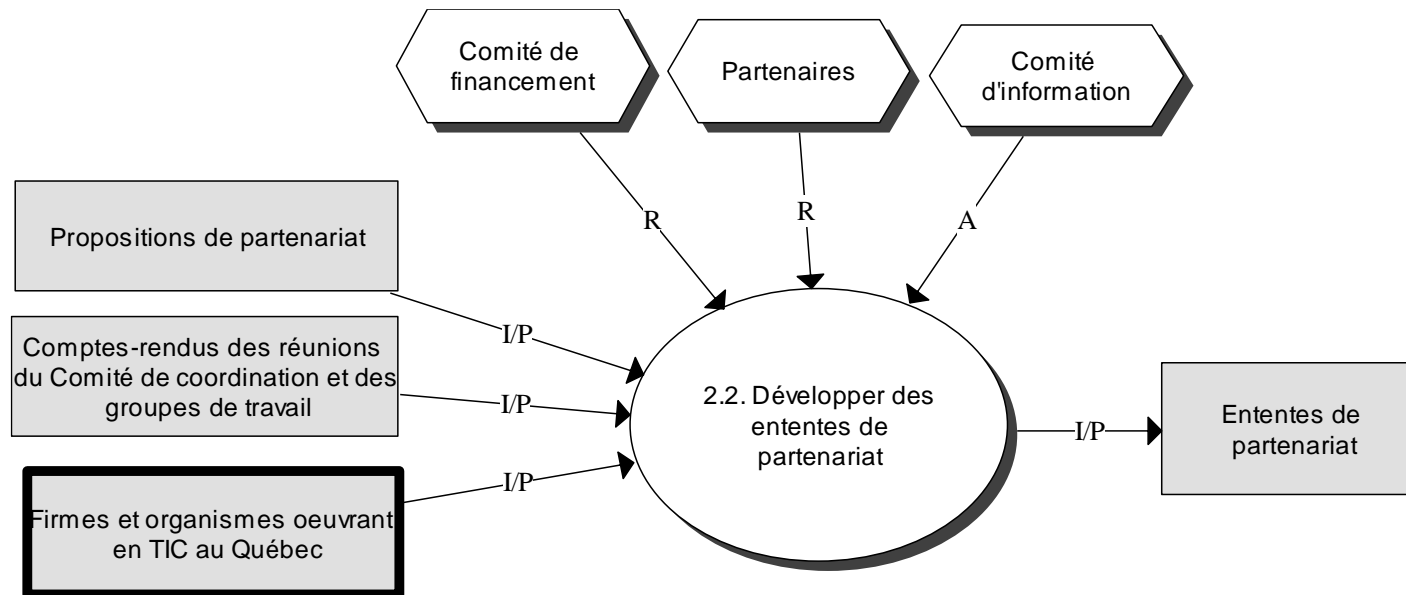 Comité de
financement
Partenaires
Comité
d'information
R
R
A
Propositions de partenariat
I/P
Comptes-rendus des réunions
du Comité de coordination et des
groupes de travail
I/P
Firmes et organismes oeuvrant
en TIC au Québec
I/P
2.2. Développer des
ententes de
partenariat
I/P
Ententes de
partenariat